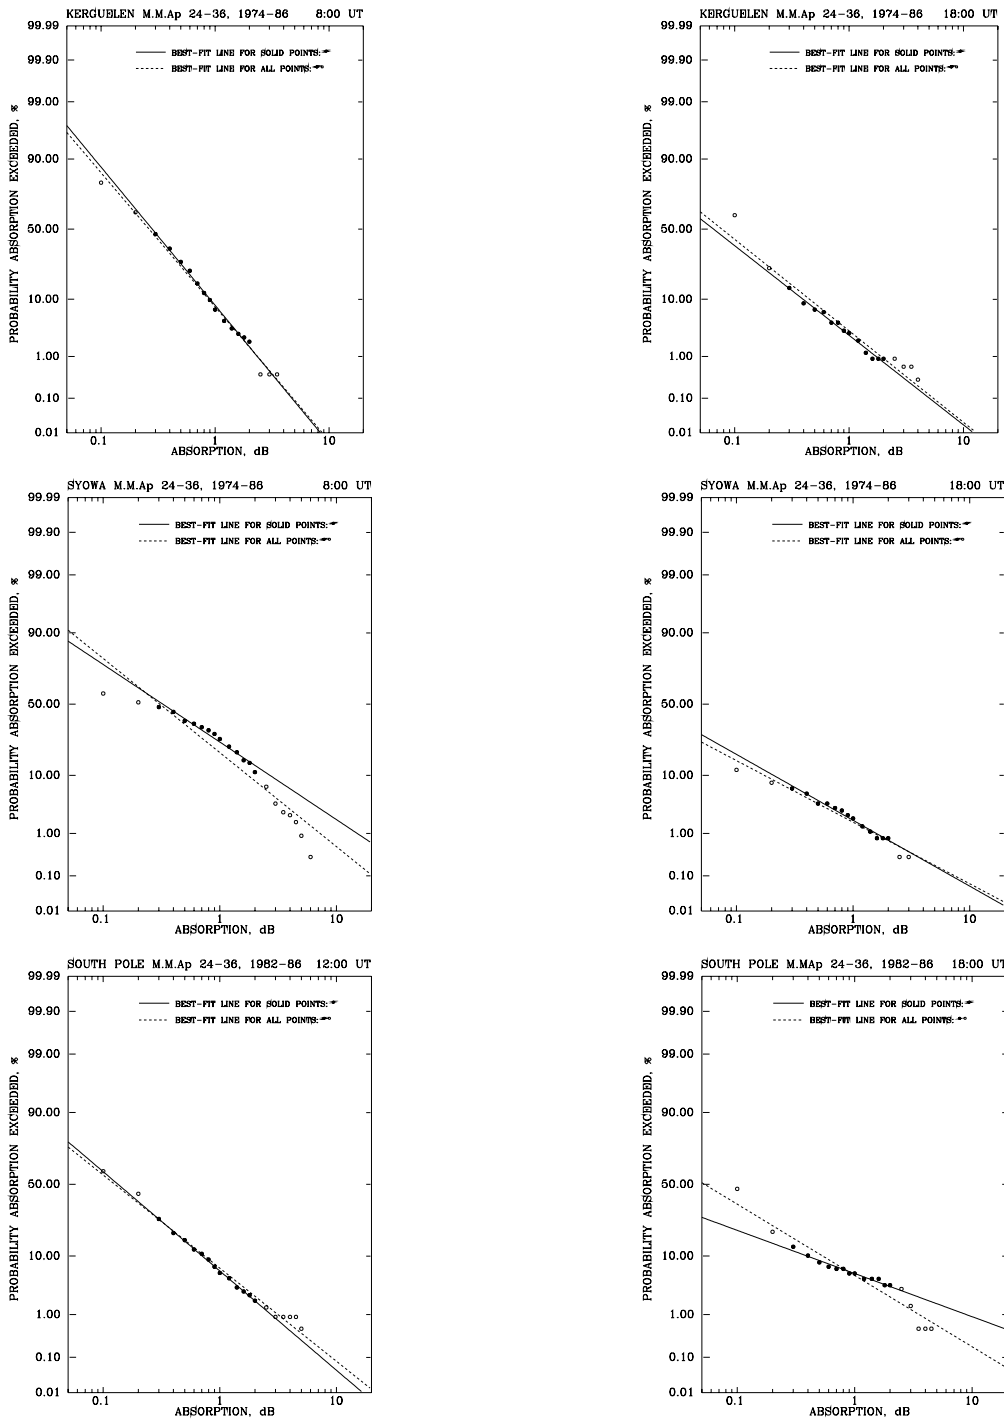 KERGUELEN M.M.Ap 24-36, 1974-86 8:00 UT
BEST-FIT LINE FOR SOLID POINTS:
BEST-FIT LINE FOR ALL POINTS:
PROBABILITY ABSORPTION EXCEEDED, %
99.99
99.90
99.00
90.00
50.00
10.00
1.00
0.10
0.01
0.1 1 10
ABSORPTION, dB
KERGUELEN M.M.Ap 24-36, 1974-86 18:00 UT
BEST-FIT LINE FOR SOLID POINTS:
BEST-FIT LINE FOR ALL POINTS:
PROBABILITY ABSORPTION EXCEEDED, %
99.99
99.90
99.00
90.00
50.00
10.00
1.00
0.10
0.01
0.1 1 10
ABSORPTION, dB
SYOWA M.M.Ap 24-36, 1974-86 8:00 UT
BEST-FIT LINE FOR SOLID POINTS:
BEST-FIT LINE FOR ALL POINTS:
PROBABILITY ABSORPTION EXCEEDED, %
99.99
99.90
99.00
90.00
50.00
10.00
1.00
0.10
0.01
0.1 1 10
ABSORPTION, dB
SYOWA M.M.Ap 24-36, 1974-86 18:00 UT
BEST-FIT LINE FOR SOLID POINTS:
BEST-FIT LINE FOR ALL POINTS:
PROBABILITY ABSORPTION EXCEEDED, %
99.99
99.90
99.00
90.00
50.00
10.00
1.00
0.10
0.01
0.1 1 10
ABSORPTION, dB
SOUTH POLE M.M.Ap 24-36, 1982-86 12:00 UT
BEST-FIT LINE FOR SOLID POINTS:
BEST-FIT LINE FOR ALL POINTS:
PROBABILITY ABSORPTION EXCEEDED, %
99.99
99.90
99.00
90.00
50.00
10.00
1.00
0.10
0.01
0.1 1 10
ABSORPTION, dB
SOUTH POLE M.MAp 24-36, 1982-86 18:00 UT
BEST-FIT LINE FOR SOLID POINTS:
BEST-FIT LINE FOR ALL POINTS:
PROBABILITY ABSORPTION EXCEEDED, %
99.99
99.90
99.00
90.00
50.00
10.00
1.00
0.10
0.01
0.1 1 10
ABSORPTION, dB